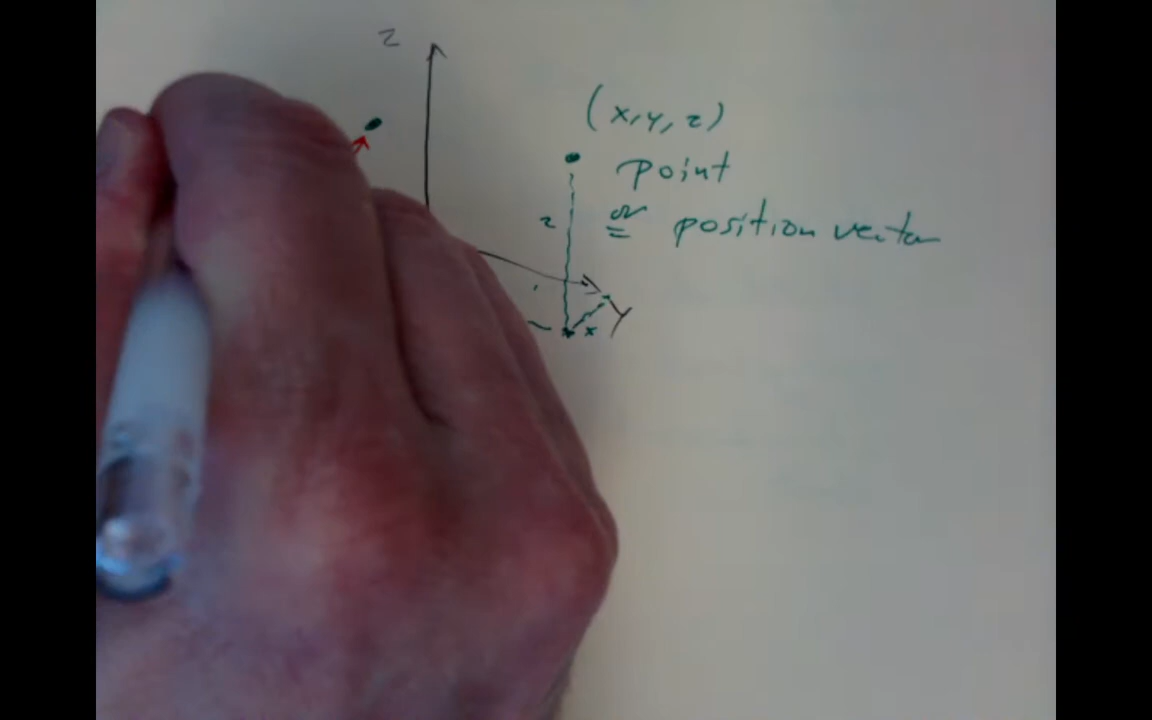 z
(x, y, z)
point
z or position vector
x y